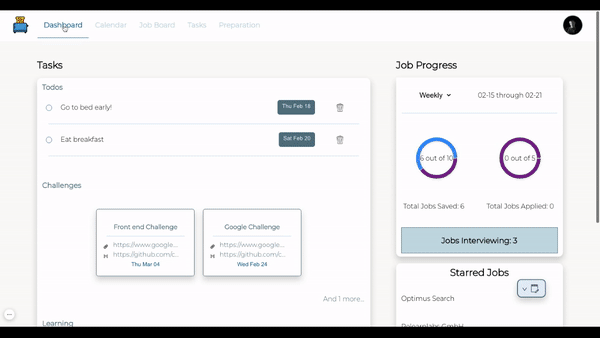 Dashboard Calendar Job Board Tasks Preparation
Tasks
Todos
Go to bed early! Thu Feb 18
Eat breakfast Sat Feb 20
Challenges
Front end Challenge
https://www.google...
https://github.com/c...
Thu Mar 04
Google Challenge
https://www.google...
https://github.com/c...
Wed Feb 24
And 1 more...
Learning
Job Progress
Weekly 02-15 through 02-21
6 out of 10
0 out of 5
Total Jobs Saved: 6 Total Jobs Applied: 0
Jobs Interviewing: 3
Starred Jobs
Optimus Search